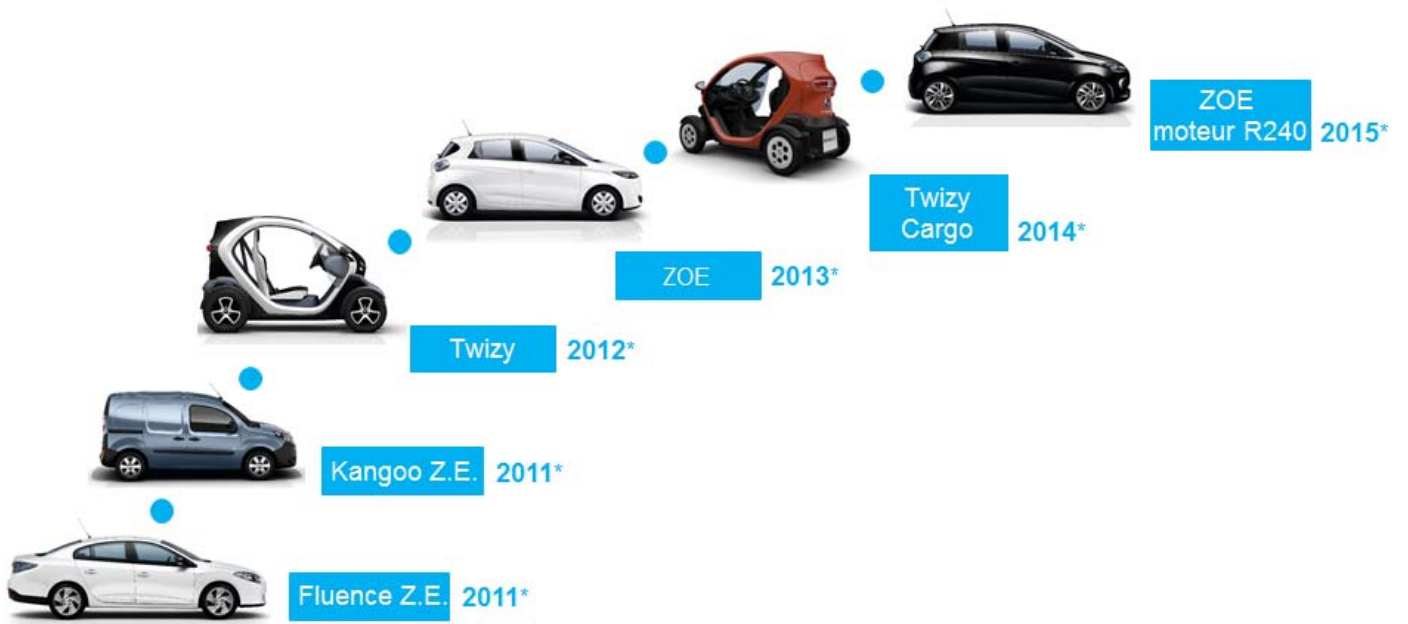 ZOE
moteur R240 2015*
Twizy
Cargo 2014*
ZOE 2013*
Twizy 2012*
Kangoo Z.E. 2011*
Fluence Z.E. 2011*